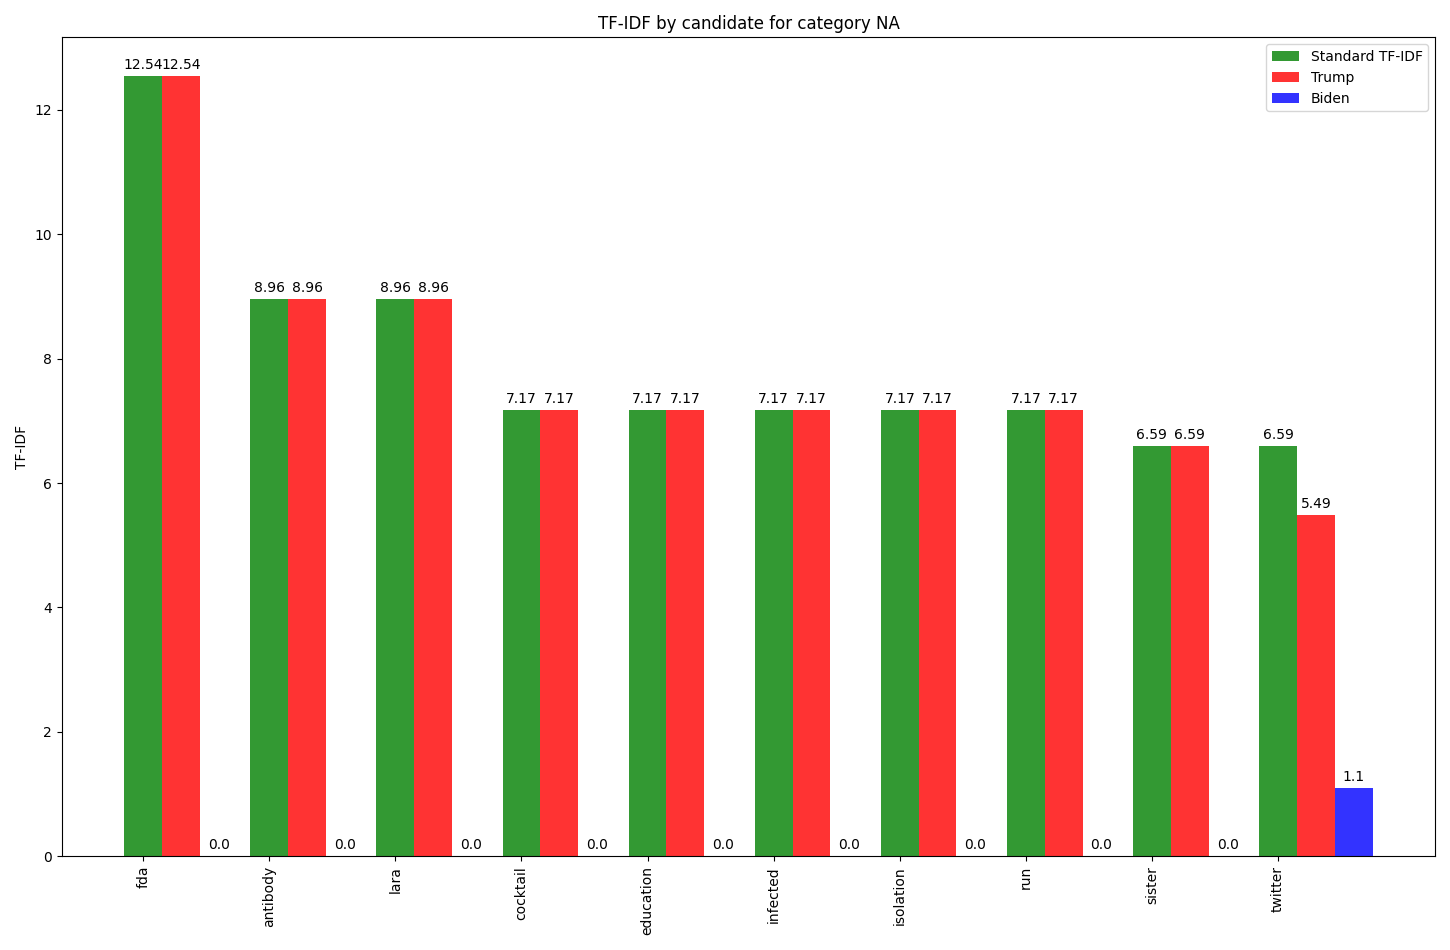 TF-IDF by candidate for category NA
Standard TF-IDF
Trump
Biden
TF-IDF
12
10
8
6
4
2
0
12.54 12.54 0.0
8.96 8.96 0.0
8.96 8.96 0.0
7.17 7.17 0.0
7.17 7.17 0.0
7.17 7.17 0.0
7.17 7.17 0.0
7.17 7.17 0.0
6.59 6.59 0.0
6.59 5.49 1.1
fda
antibody
lara
cocktail
education
infected
isolation
run
sister
twitter